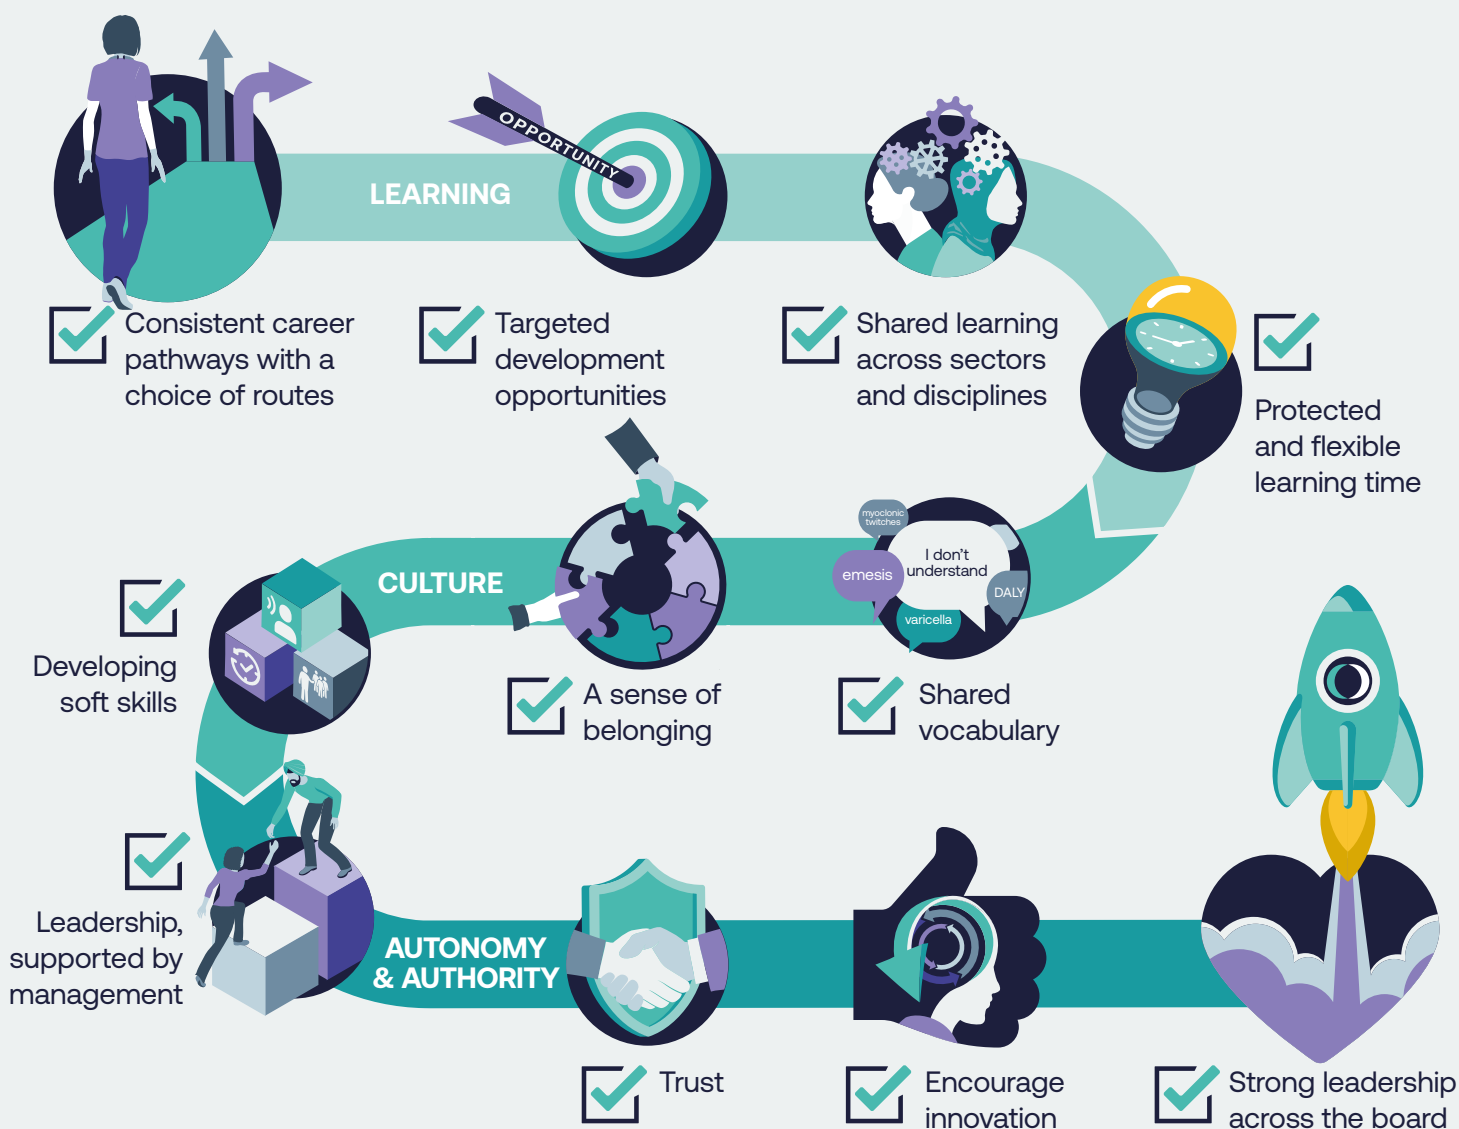 OPPORTUNITY
LEARNING
Consistent career
pathways with a
choice of routes
Targeted
development
opportunities
Shared learning
across sectors
and disciplines
Protected
and flexible
learning time
CULTURE
myoclonic
twitches
I don't
understand
emesis
DALY
varicella
Shared
vocabulary
A sense of
belonging
Developing
soft skills
Leadership,
supported by
management
AUTONOMY
& AUTHORITY
Trust
Encourage
innovation
Strong leadership
across the board